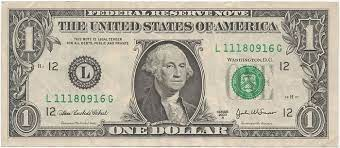 FEDERAL RESERVE NOTE
1 THE UNITED STATES OF AMERICA 1
THIS NOTE IS LEGAL TENDER
FOR ALL DEBTS, PUBLIC AND PRIVATE
L 11180916 G
WASHINGTON, D.C.
12 L 12
L 11180916 G
12 12
SERIES
1 ONE DOLLAR 1